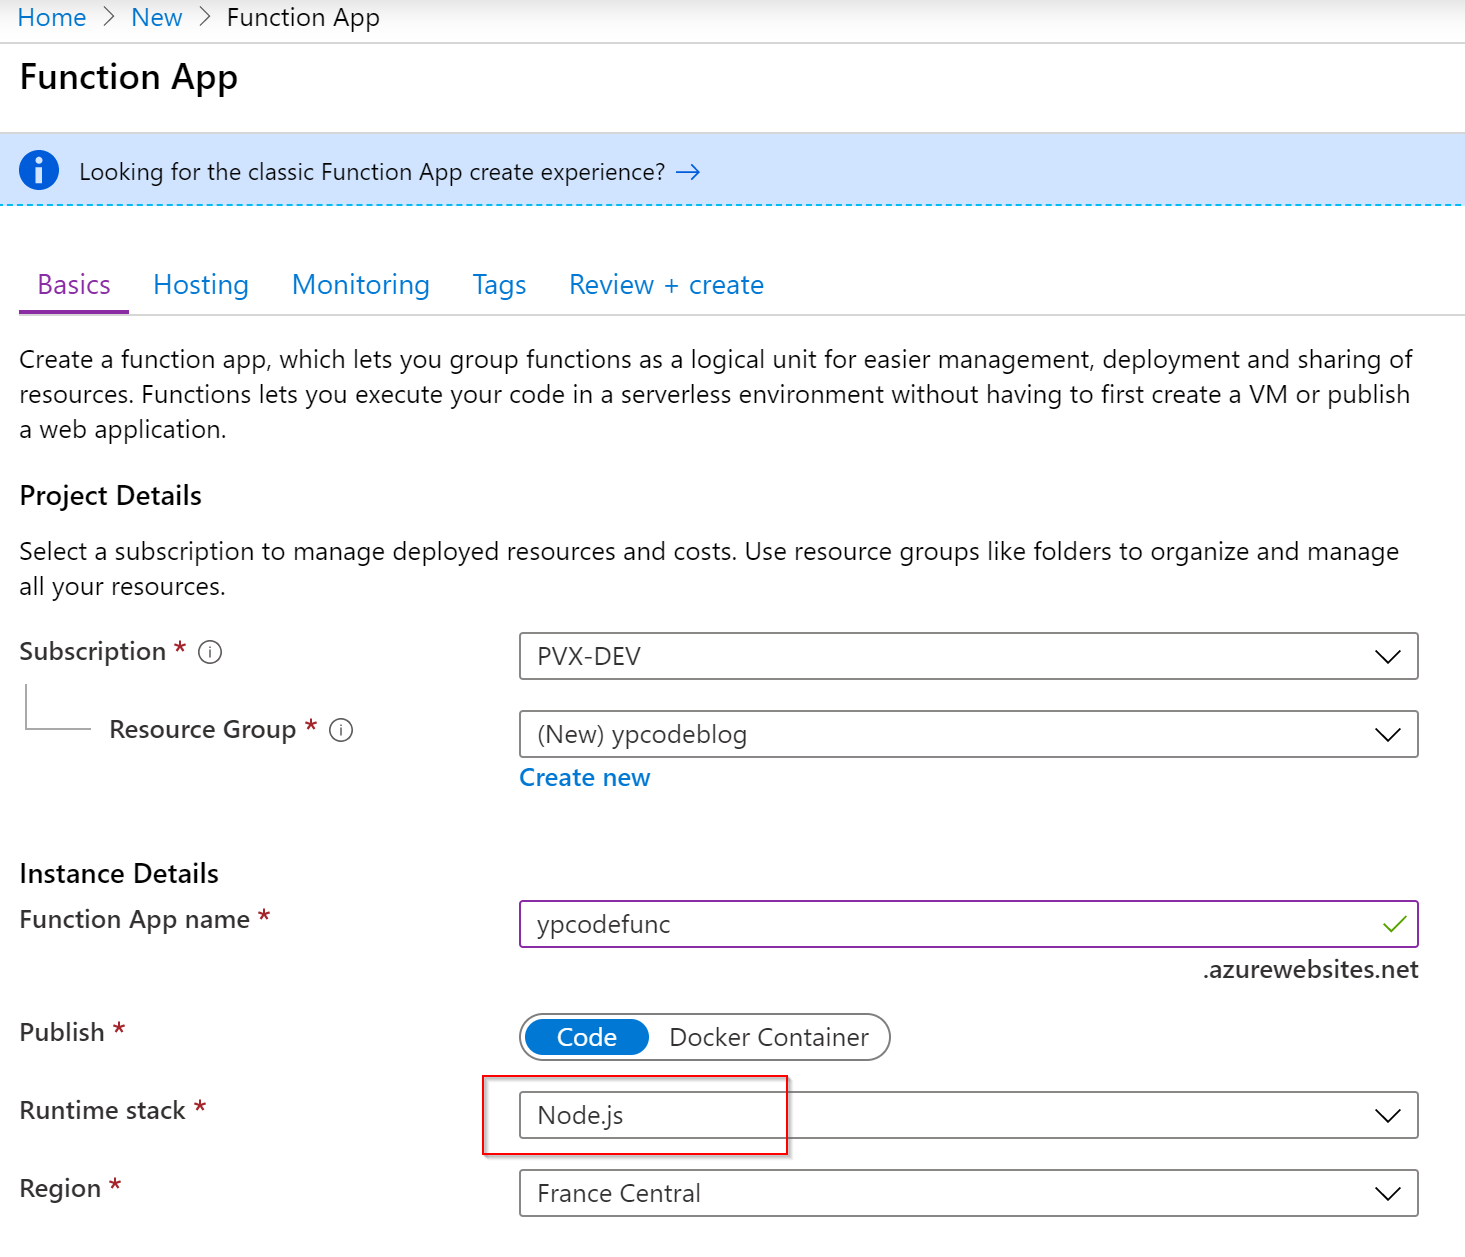 Home > New > Function App
Function App
Looking for the classic Function App create experience? →
Basics Hosting Monitoring Tags Review + create
Create a function app, which lets you group functions as a logical unit for easier management, deployment and sharing of
resources. Functions lets you execute your code in a serverless environment without having to first create a VM or publish
a web application.
Project Details
Select a subscription to manage deployed resources and costs. Use resource groups like folders to organize and manage
all your resources.
Subscription * PVX-DEV
Resource Group * (New) ypcodeblog
Create new
Instance Details
Function App name * ypcodefunc
.azurewebsites.net
Publish * Code Docker Container
Runtime stack * Node.js
Region * France Central